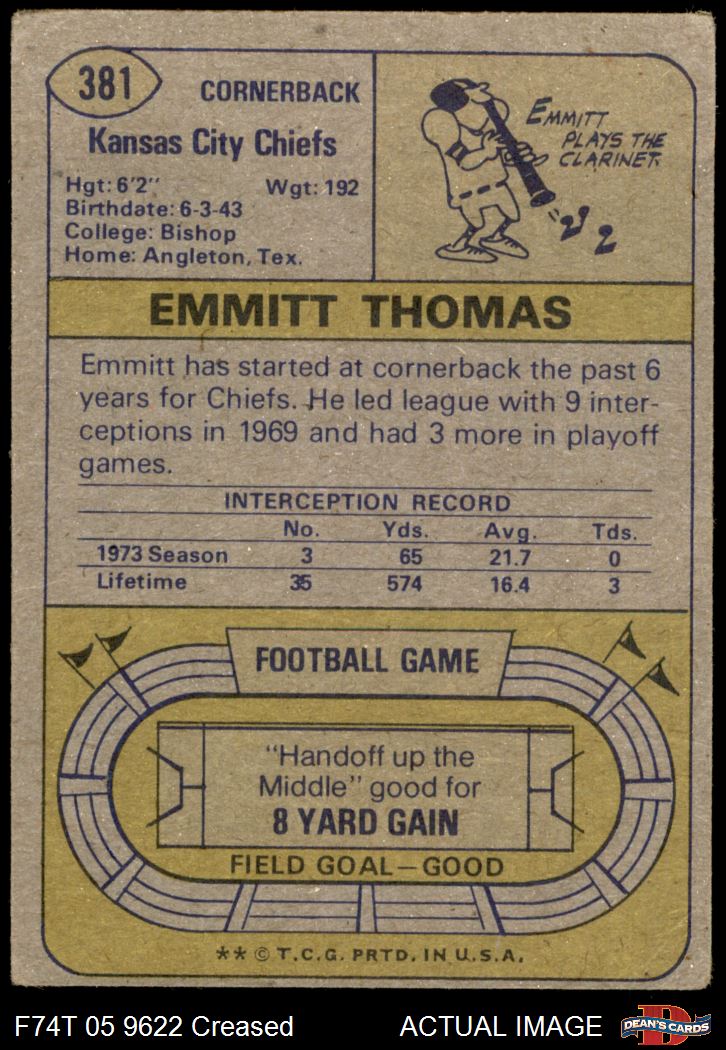 381
CORNERBACK
Kansas City Chiefs
Hgt: 6'2" Wgt: 192
Birthdate: 6-3-43
College: Bishop
Home: Angleton, Tex.
EMMITT
PLAYS THE
CLARINET.
EMMITT THOMAS
Emmitt has started at cornerback the past 6
years for Chiefs. He led league with 9 inter-
ceptions in 1969 and had 3 more in playoff
games.
INTERCEPTION RECORD
No. Yds. Avg. Tds.
1973 Season 3 65 21.7 0
Lifetime 35 574 16.4 3
FOOTBALL GAME
"Handoff up the
Middle" good for
8 YARD GAIN
FIELD GOAL—GOOD
** © T.C.G. PRTD. IN U.S.A.
F74T 05 9622 Creased ACTUAL IMAGE
D
DEAN'S CARDS